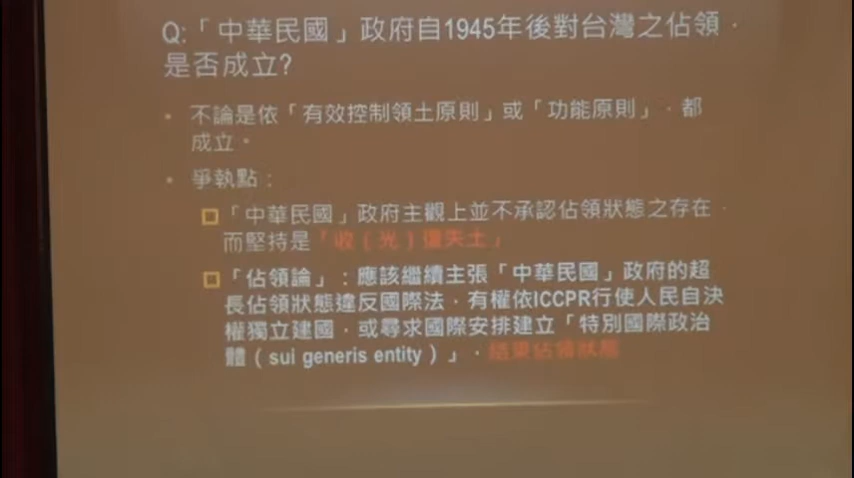 Q:「中華民國」政府自1945年後對台灣之佔領，
是否成立?
• 不論是依「有效控制領土原則」或「功能原則」，都
成立。
• 爭執點：
「中華民國」政府主觀上並不承認佔領狀態之存在，
而堅持是「收（光）復失土」
「佔領論」：應該繼續主張「中華民國」政府的超
長佔領狀態違反國際法，有權依ICCPR行使人民自決
權獨立建國，或尋求國際安排建立「特別國際政治
體（sui generis entity）」，結束佔領狀態